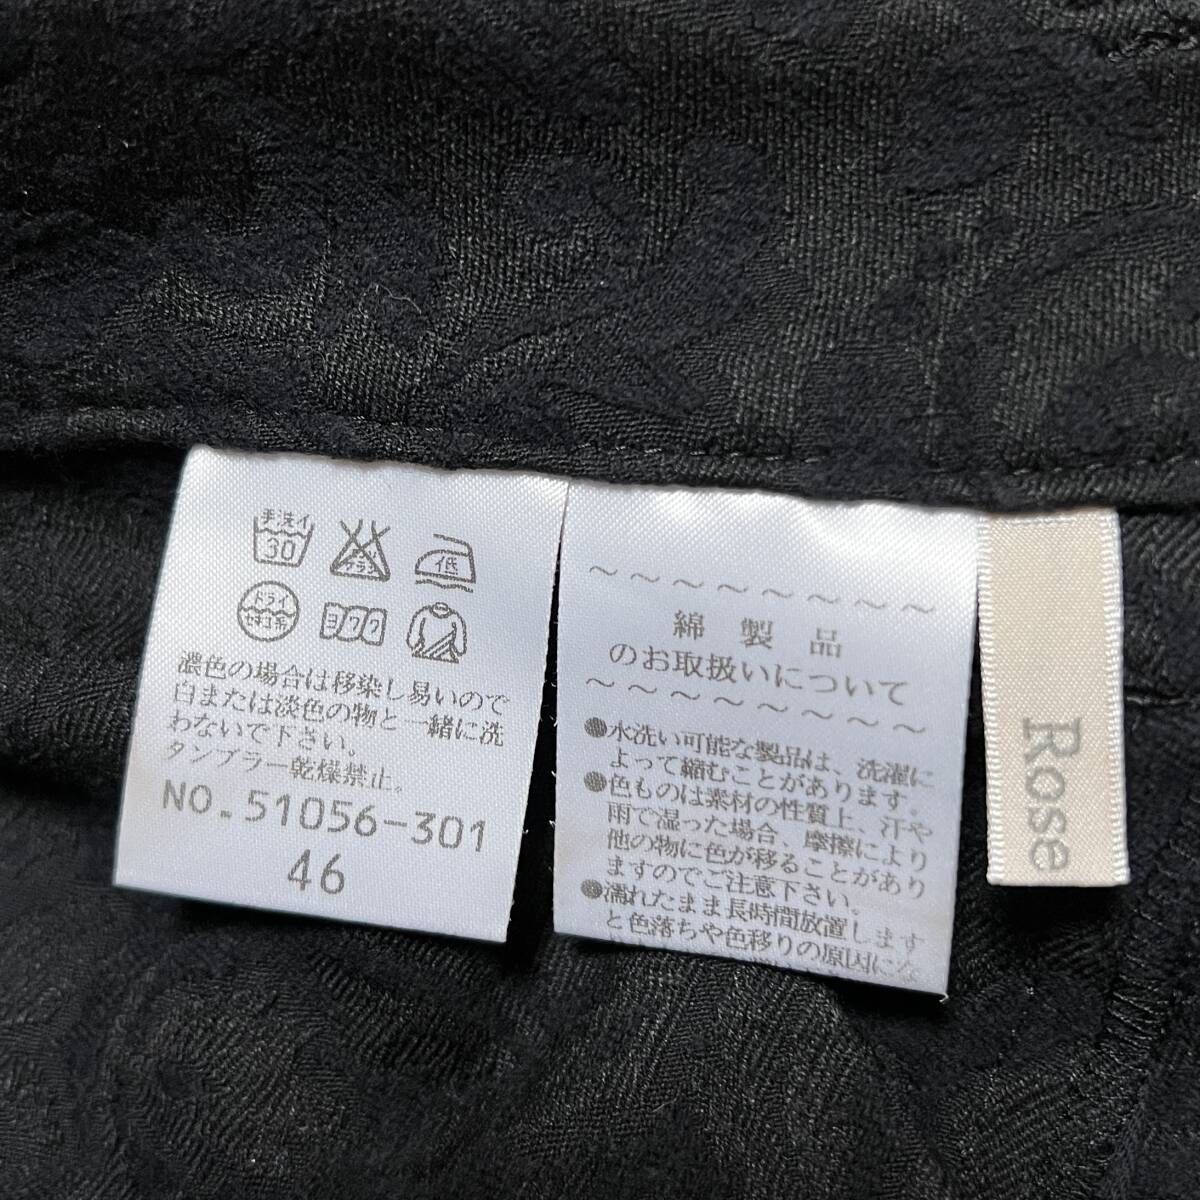 手洗イ
30
エンソ
サラシ
低
ドライ
セキユ系
ヨワク
濃色の場合は移染し易いので
白または淡色の物と一緒に洗
わないで下さい。
タンブラー乾燥禁止。
NO.51056-301
46
～～～～～～～～
綿製品
のお取扱いについて
～～～～～～～～
●水洗い可能な製品は、洗濯に
よって縮むことがあります。
●色ものは素材の性質上、汗や
雨で湿った場合、摩擦により
他の物に色が移ることがあり
ますのでご注意下さい。
●濡れたまま長時間放置します
と色落ちや色移りの原因にな
Rose